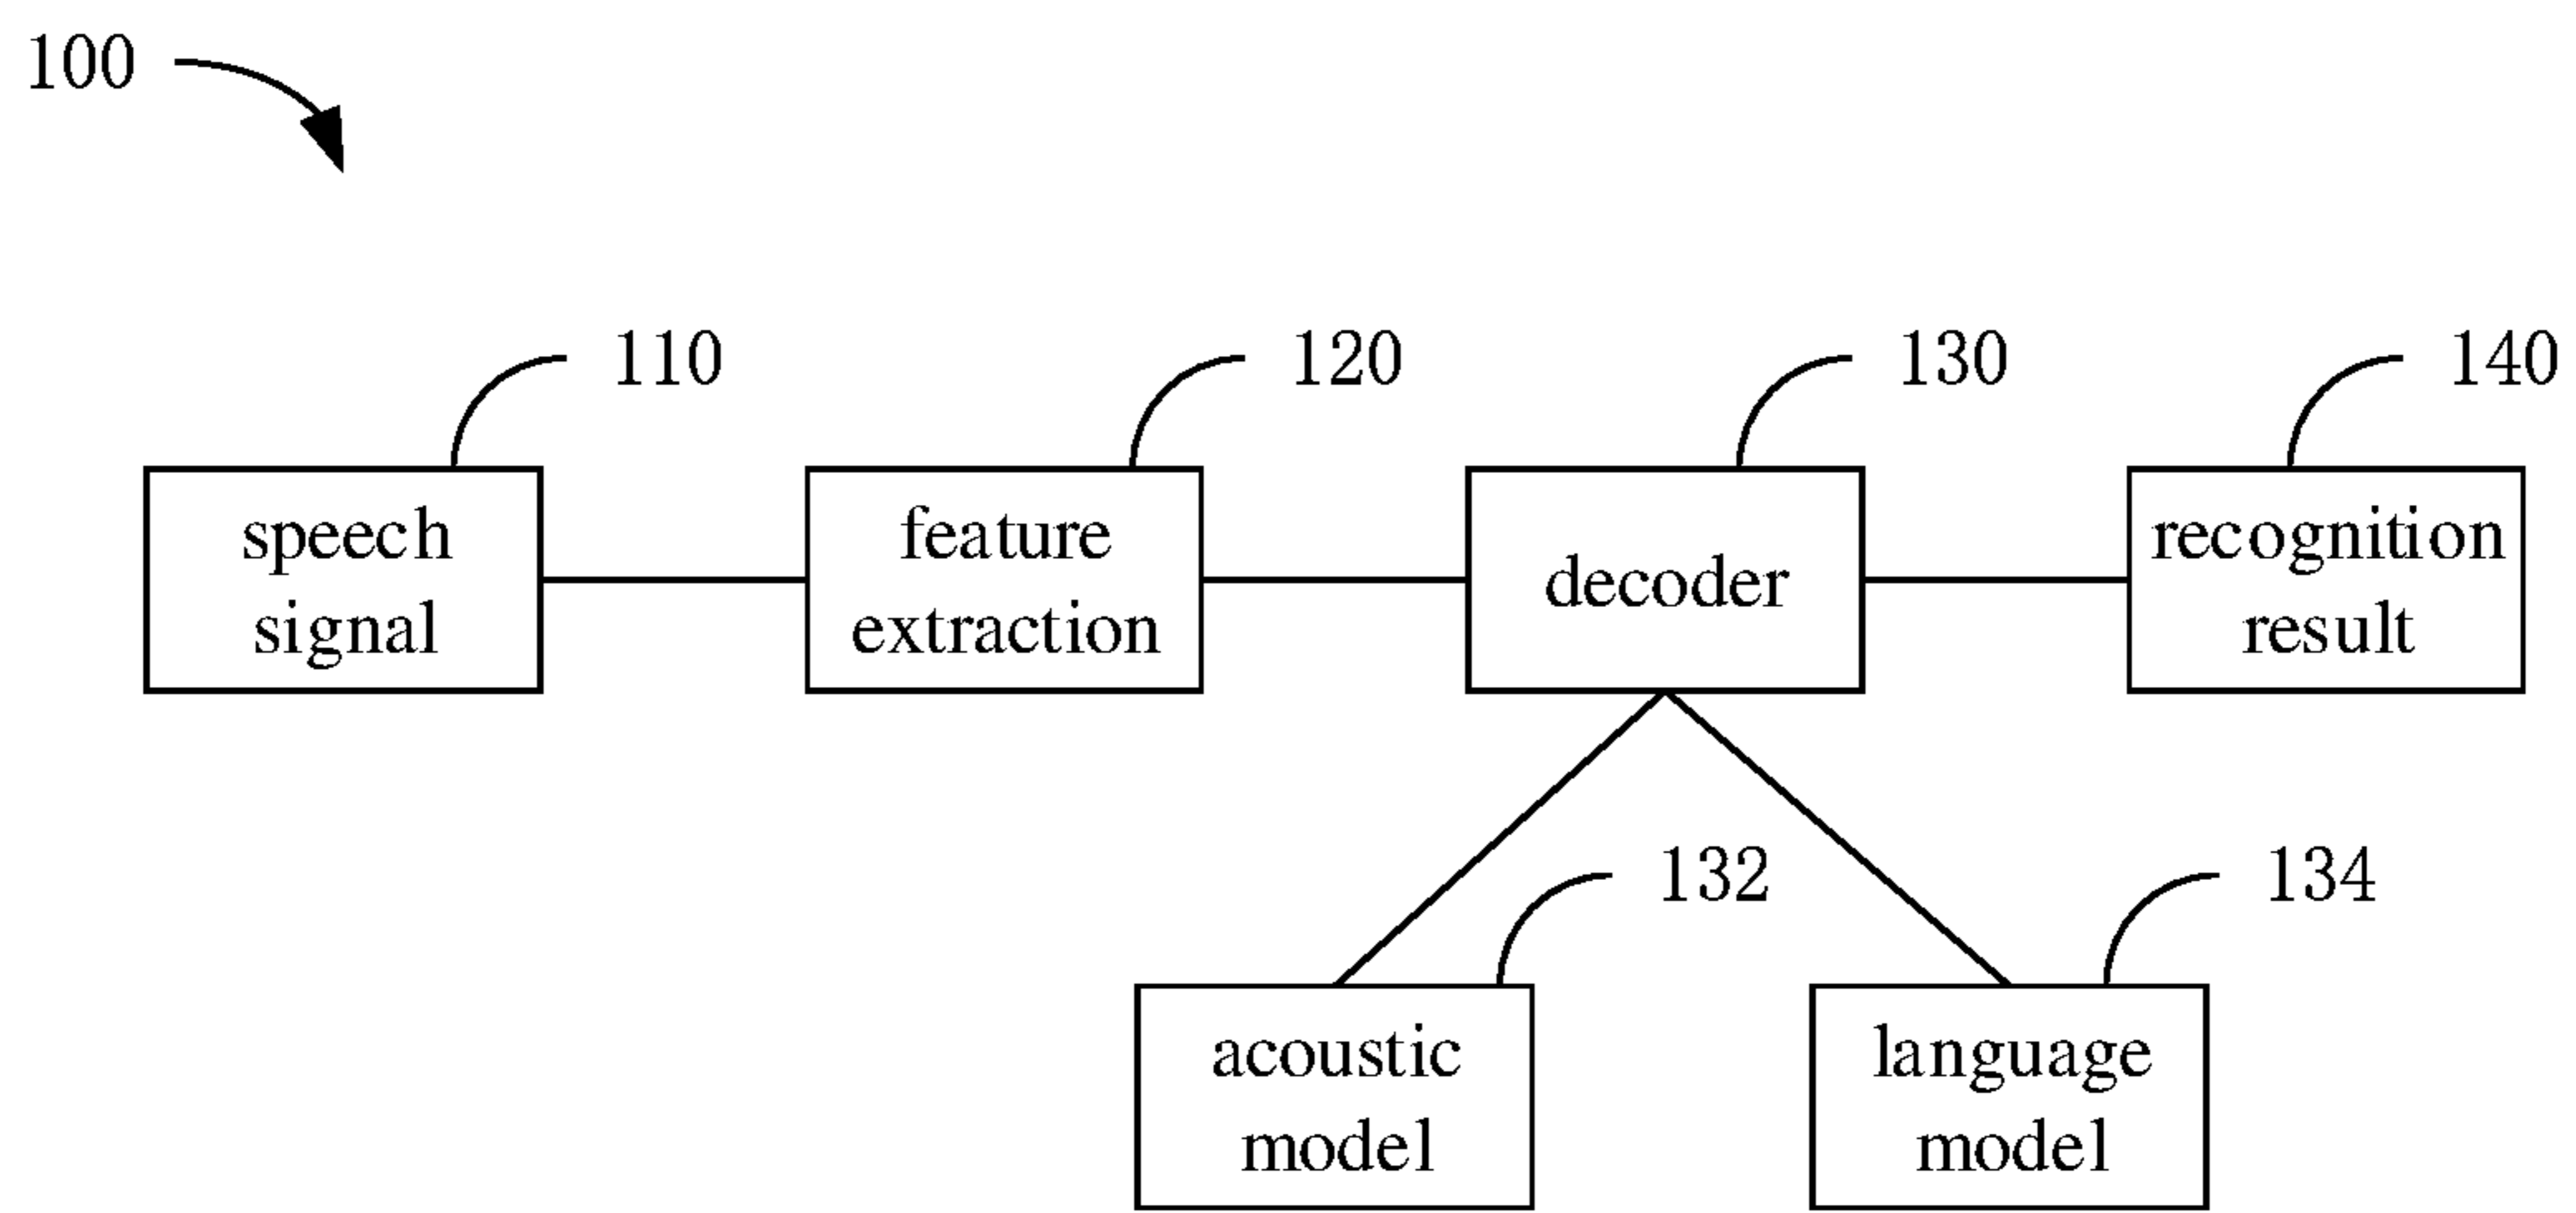 100
110
120
130
140
speech
signal
feature
extraction
decoder
recognition
result
132
134
acoustic
model
language
model